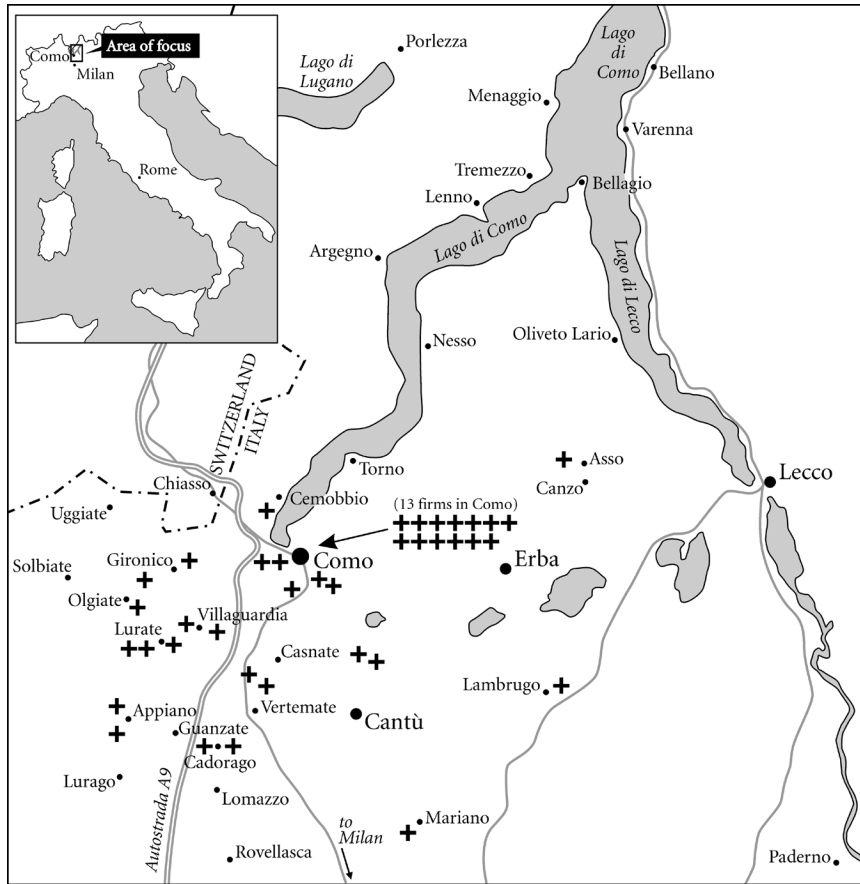 Como
Area of focus
Milan
Rome
Lago di
Lugano
Porlezza
Lago
di
Como
Bellano
Menaggio
Varenna
Tremezzo
Bellagio
Lenno
Lago di Como
Argegno
Lago di Lecco
Nesso
Oliveto Lario
SWITZERLAND
ITALY
Torno
Asso
Canzo
Lecco
Chiasso
Cemobbio
Uggiate
(13 firms in Como)
Como
Erba
Solbiate
Gironico
Olgiate
Villaguardia
Lurate
Casnate
Lambrugo
Appiano
Vertemate
Cantù
Guanzate
Cadorago
Lurago
Lomazzo
Autostrada A9
to
Milan
Mariano
Rovellasca
Paderno